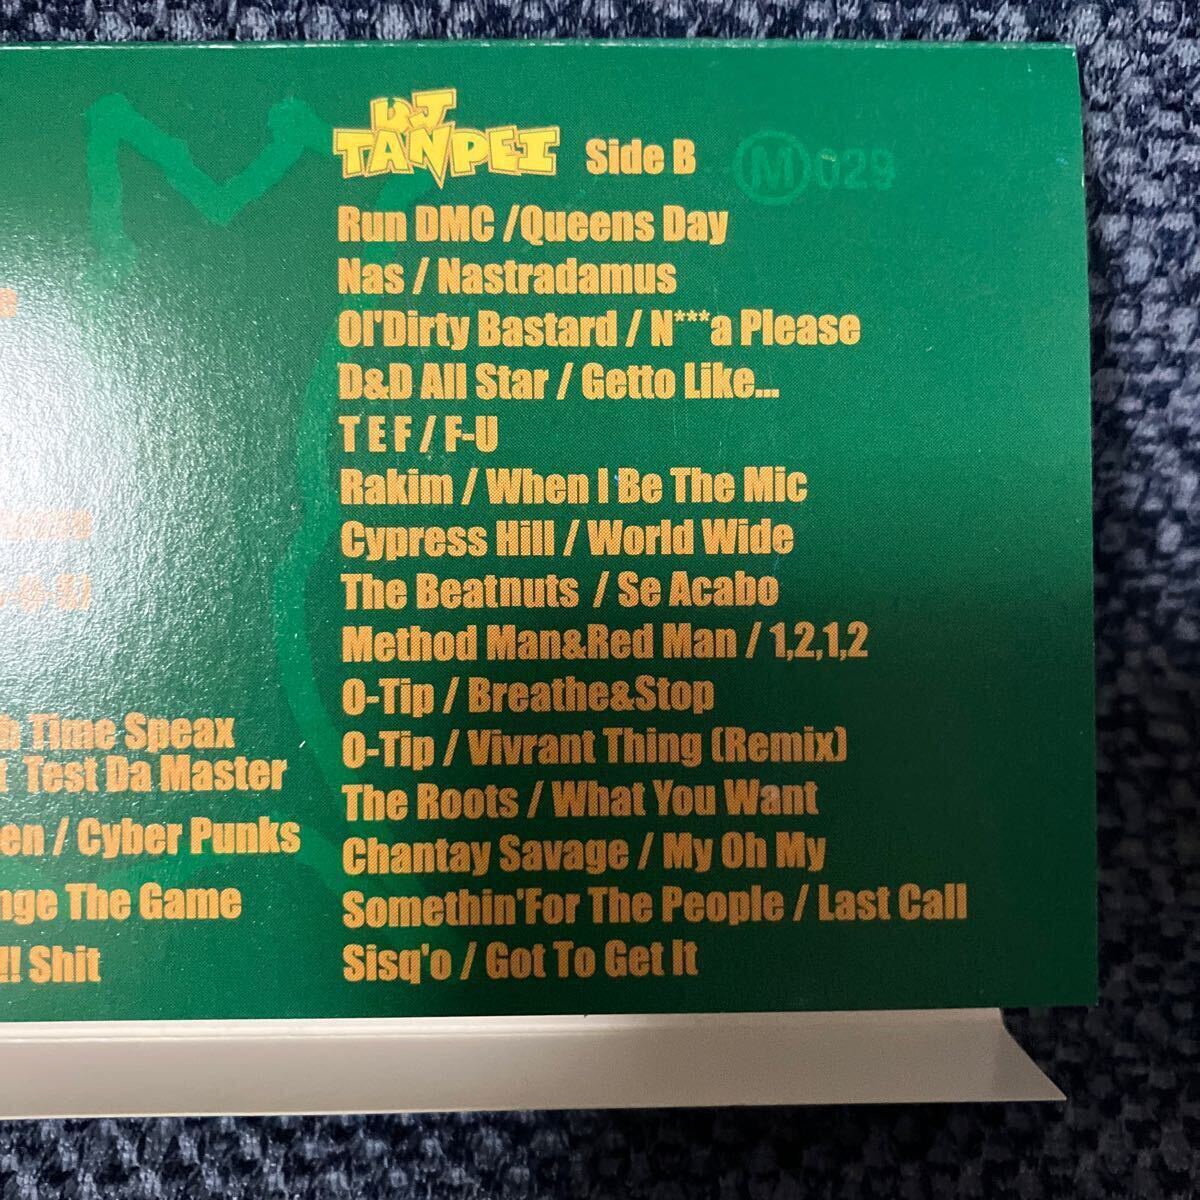 DJ
TANPEI
Side B
M 029
Run DMC /Queens Day
Nas / Nastradamus
Ol'Dirty Bastard / N***a Please
D&D All Star / Getto Like...
T E F / F-U
Rakim / When I Be The Mic
Cypress Hill / World Wide
The Beatnuts / Se Acabo
Method Man&Red Man / 1,2,1,2
Q-Tip / Breathe&Stop
Q-Tip / Vivrant Thing (Remix)
The Roots / What You Want
Chantay Savage / My Oh My
Somethin'For The People / Last Call
Sisq'o / Got To Get It
e
Time Speax
Test Da Master
en / Cyber Punks
nge The Game
!! Shit